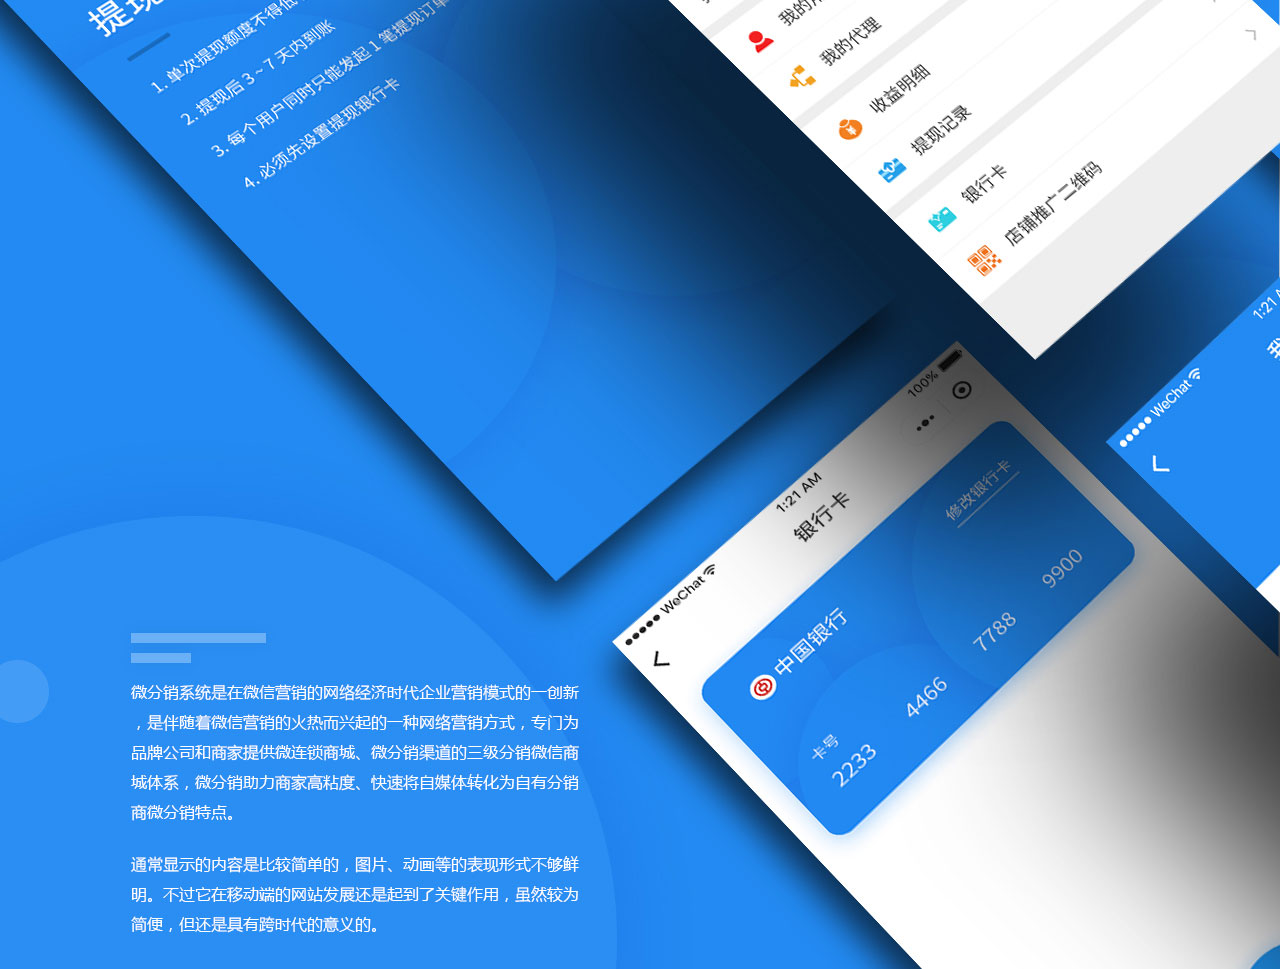 提现
1. 单次提现额度不得低
2. 提现后 3 ~ 7 天内到账
3. 每个用户同时只能发起 1 笔提现订单
4. 必须先设置提现银行卡
我的
我的代理
收益明细
提现记录
银行卡
店铺推广二维码
WeChat
1:21 AM
100%
银行卡
中国银行
修改银行卡
卡号
2233 4466 7788 9900
WeChat
1:21 A
微分销系统是在微信营销的网络经济时代企业营销模式的一创新
，是伴随着微信营销的火热而兴起的一种网络营销方式，专门为
品牌公司和商家提供微连锁商城、微分销渠道的三级分销微信商
城体系，微分销助力商家高粘度、快速将自媒体转化为自有分销
商微分销特点。
通常显示的内容是比较简单的，图片、动画等的表现形式不够鲜
明。不过它在移动端的网站发展还是起到了关键作用，虽然较为
简便，但还是具有跨时代的意义的。